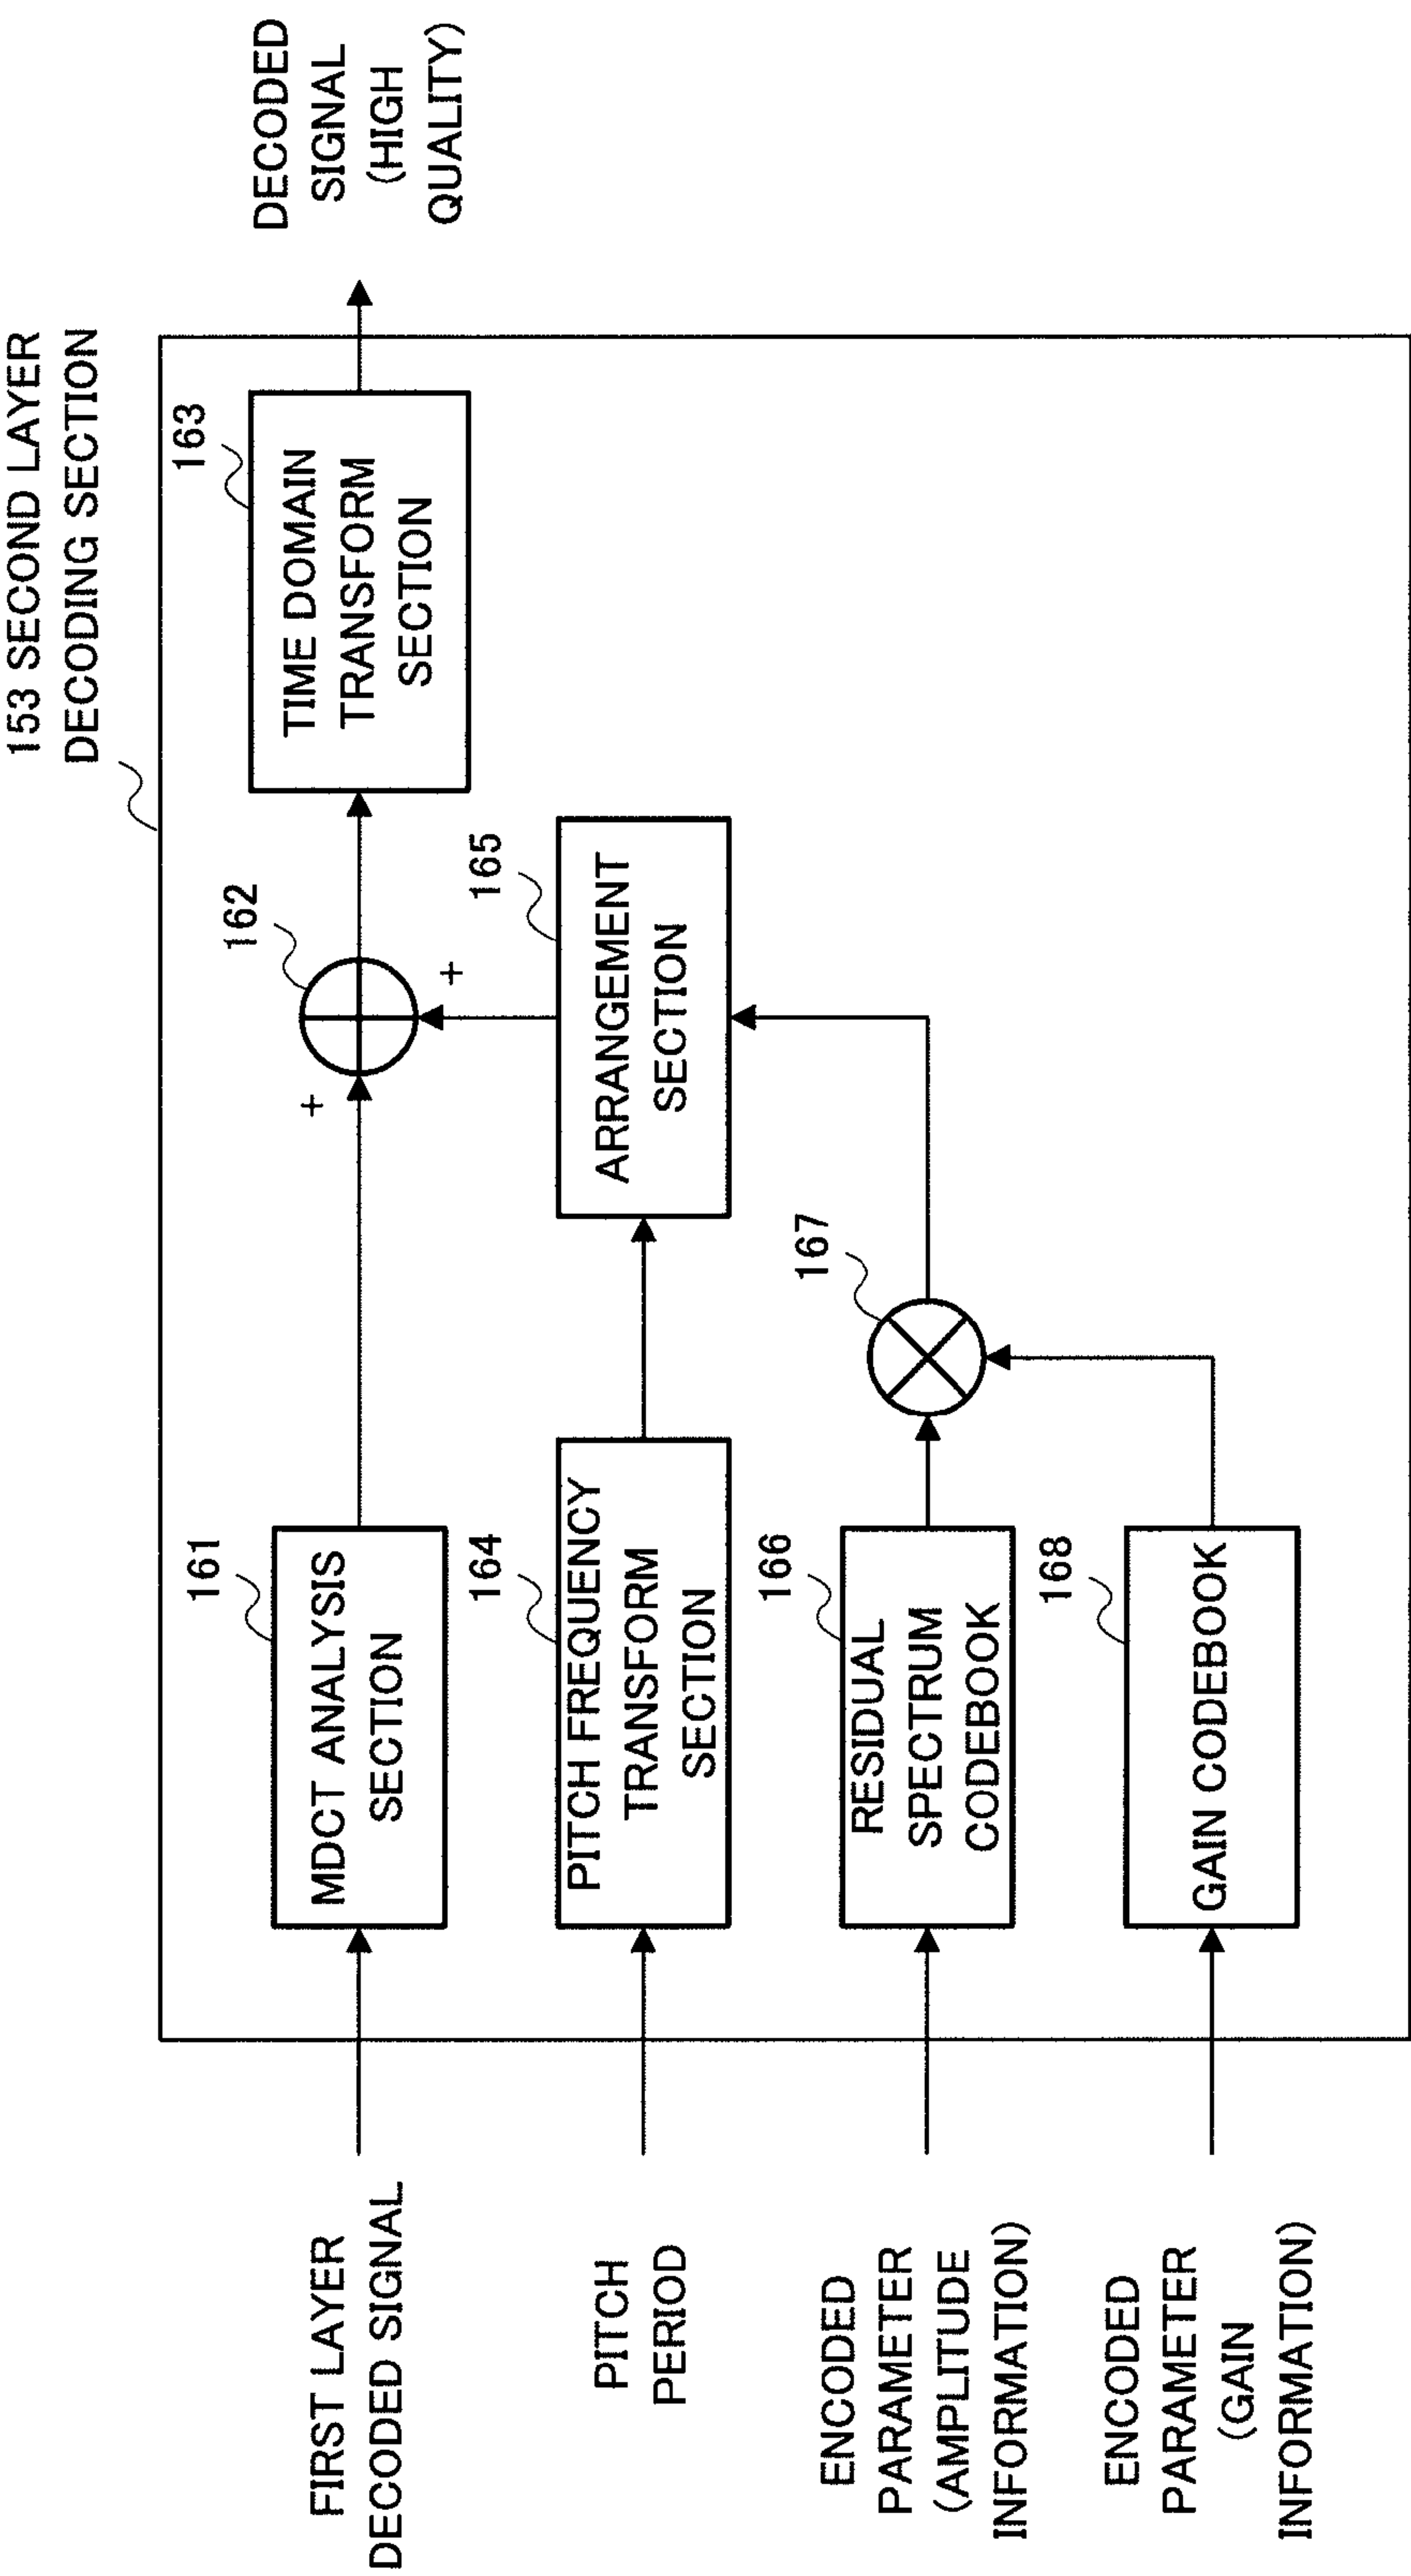 153 SECOND LAYER
DECODING SECTION
FIRST LAYER
DECODED SIGNAL
161
MDCT ANALYSIS
SECTION
+
162
+
163
TIME DOMAIN
TRANSFORM
SECTION
DECODED
SIGNAL
(HIGH
QUALITY)
PITCH
PERIOD
164
PITCH FREQUENCY
TRANSFORM
SECTION
165
ARRANGEMENT
SECTION
ENCODED
PARAMETER
(AMPLITUDE
INFORMATION)
166
RESIDUAL
SPECTRUM
CODEBOOK
167
ENCODED
PARAMETER
(GAIN
INFORMATION)
168
GAIN CODEBOOK